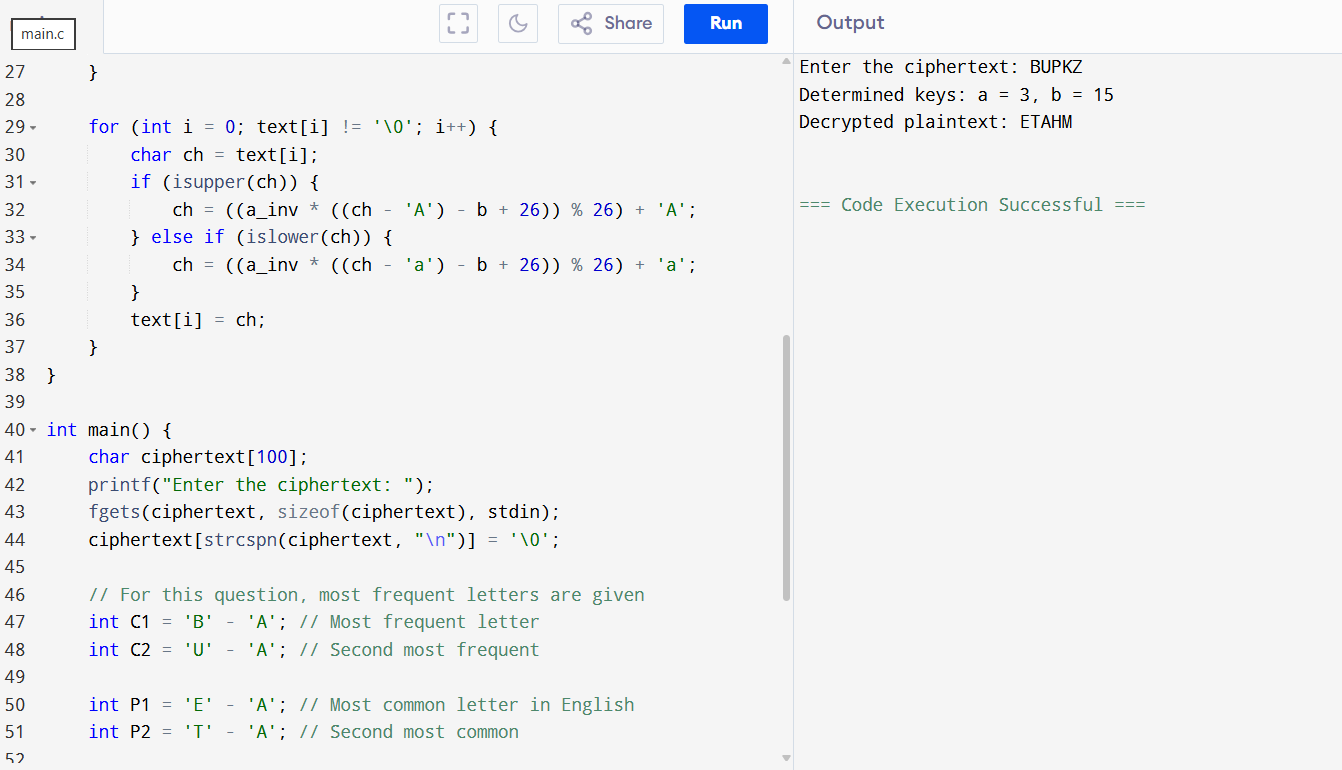 main.c
Share
Run
Output
27     }
28
29     for (int i = 0; text[i] != '\0'; i++) {
30         char ch = text[i];
31         if (isupper(ch)) {
32             ch = ((a_inv * ((ch - 'A') - b + 26)) % 26) + 'A';
33         } else if (islower(ch)) {
34             ch = ((a_inv * ((ch - 'a') - b + 26)) % 26) + 'a';
35         }
36         text[i] = ch;
37     }
38 }
39
40 int main() {
41     char ciphertext[100];
42     printf("Enter the ciphertext: ");
43     fgets(ciphertext, sizeof(ciphertext), stdin);
44     ciphertext[strcspn(ciphertext, "\n")] = '\0';
45
46     // For this question, most frequent letters are given
47     int C1 = 'B' - 'A'; // Most frequent letter
48     int C2 = 'U' - 'A'; // Second most frequent
49
50     int P1 = 'E' - 'A'; // Most common letter in English
51     int P2 = 'T' - 'A'; // Second most common
52
Enter the ciphertext: BUPKZ
Determined keys: a = 3, b = 15
Decrypted plaintext: ETAHM
=== Code Execution Successful ===